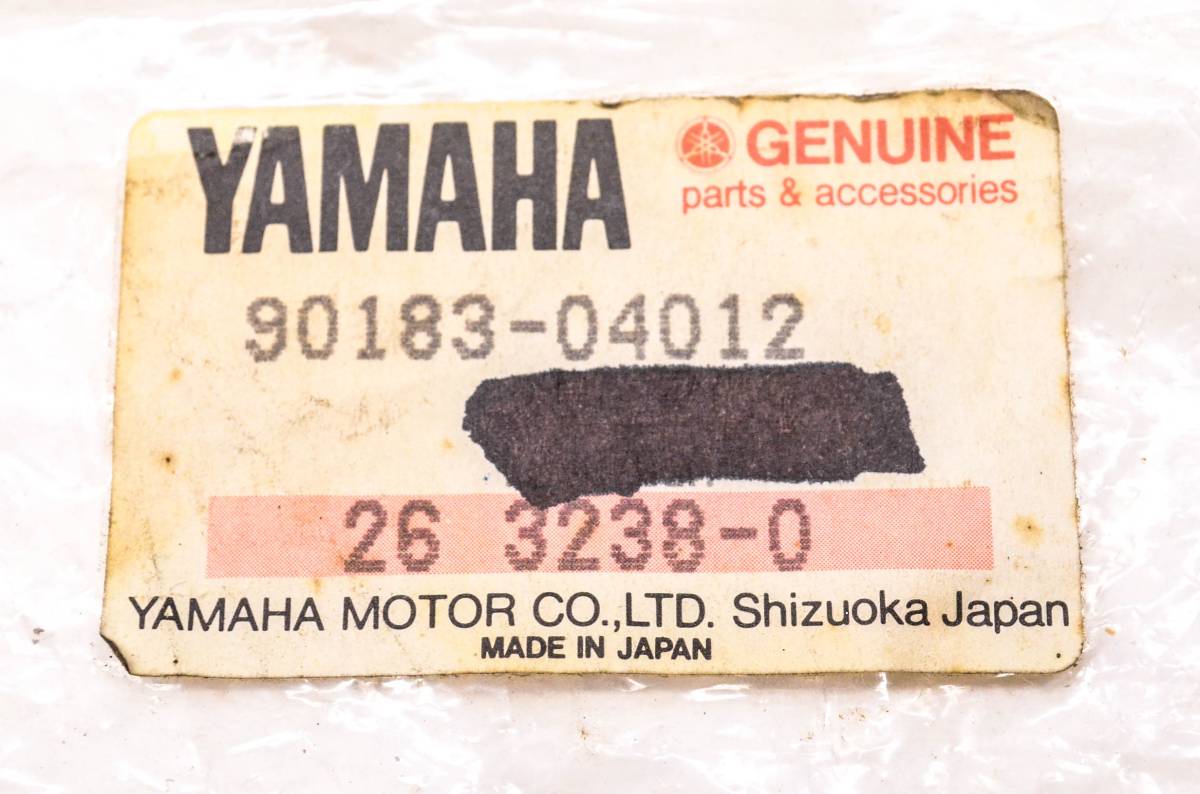 YAMAHA GENUINE
parts & accessories
90183-04012
26 3238-0
YAMAHA MOTOR CO.,LTD. Shizuoka Japan
MADE IN JAPAN